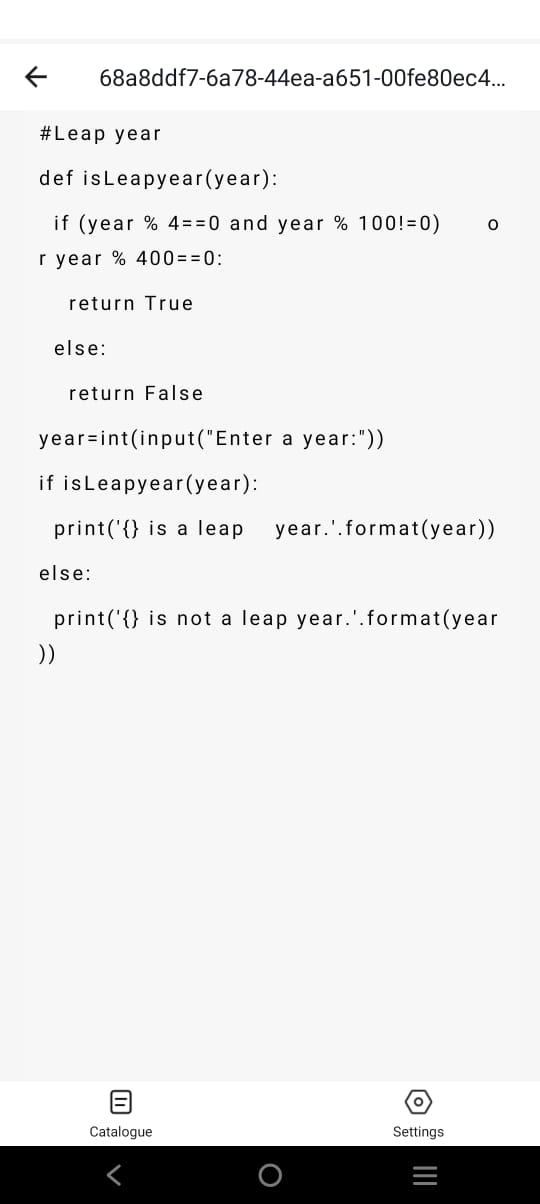 68a8ddf7-6a78-44ea-a651-00fe80ec4...
#Leap year
def isLeapyear(year):
  if (year % 4==0 and year % 100!=0)    o
r year % 400==0:
    return True
  else:
    return False
year=int(input("Enter a year:"))
if isLeapyear(year):
  print('{} is a leap   year.'.format(year))
else:
  print('{} is not a leap year.'.format(year
))
Catalogue
Settings